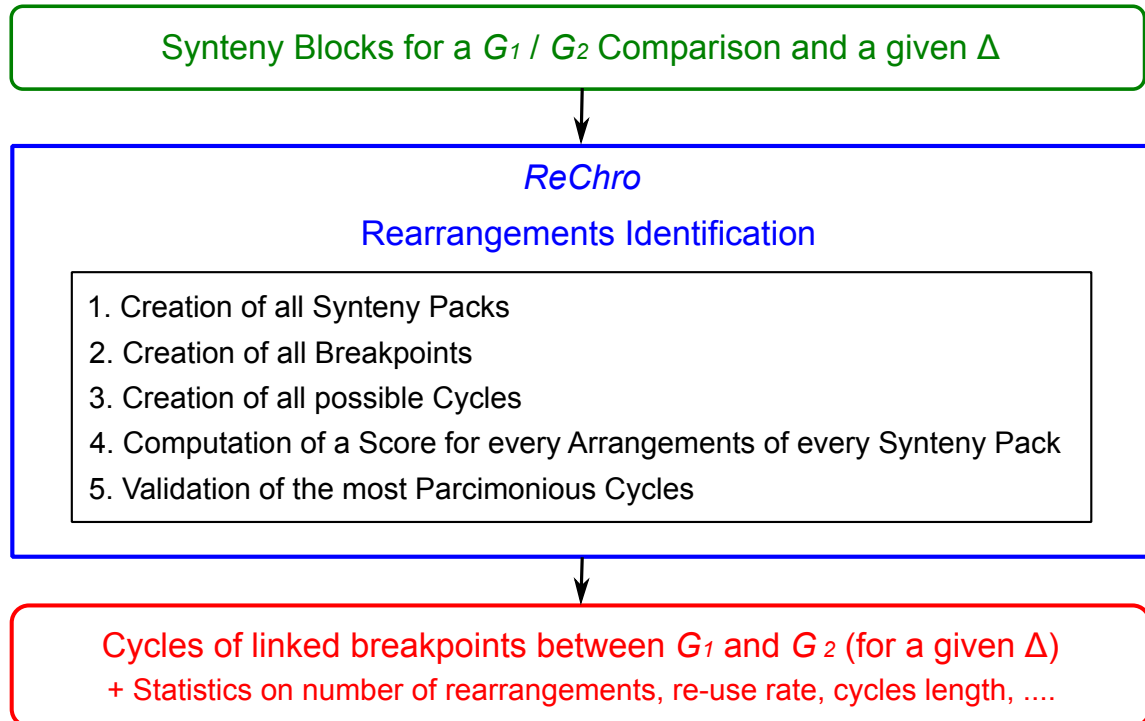 Synteny Blocks for a G1 / G2 Comparison and a given Δ
ReChro
Rearrangements Identification
1. Creation of all Synteny Packs
2. Creation of all Breakpoints
3. Creation of all possible Cycles
4. Computation of a Score for every Arrangements of every Synteny Pack
5. Validation of the most Parcimonious Cycles
Cycles of linked breakpoints between G1 and G 2 (for a given Δ)
+ Statistics on number of rearrangements, re-use rate, cycles length, ....